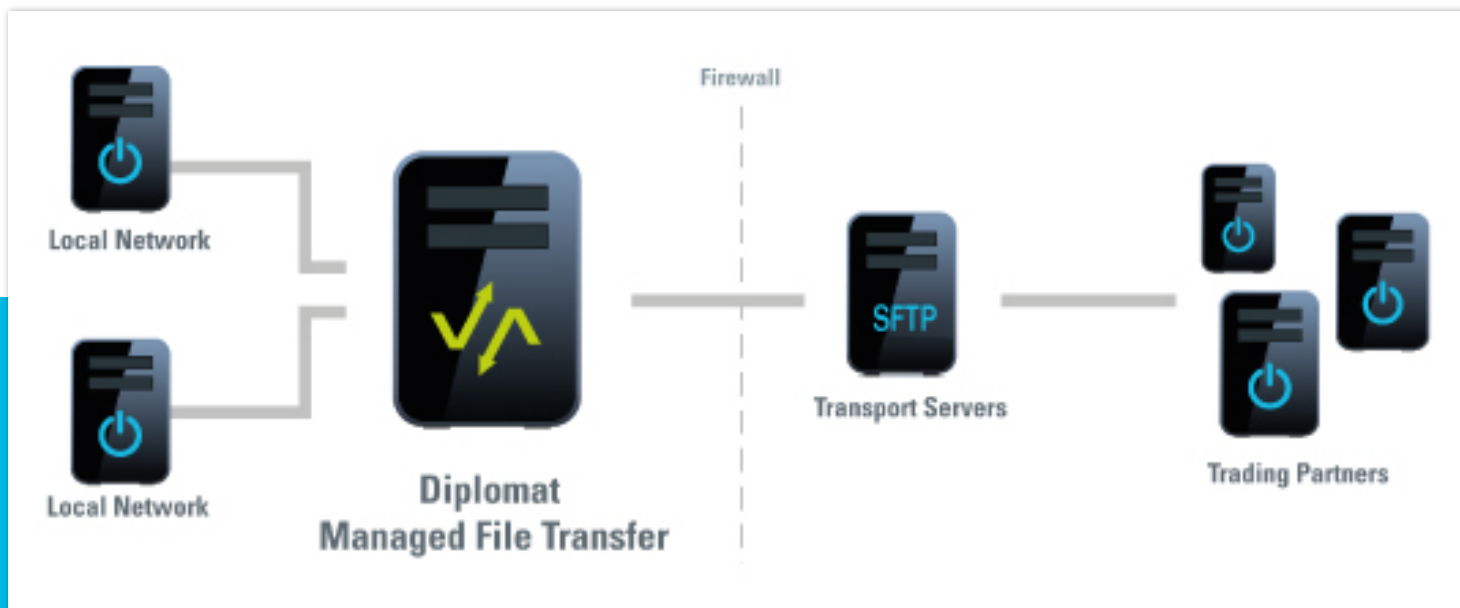 Firewall
Local Network
SFTP
Transport Servers
Trading Partners
Diplomat
Managed File Transfer
Local Network